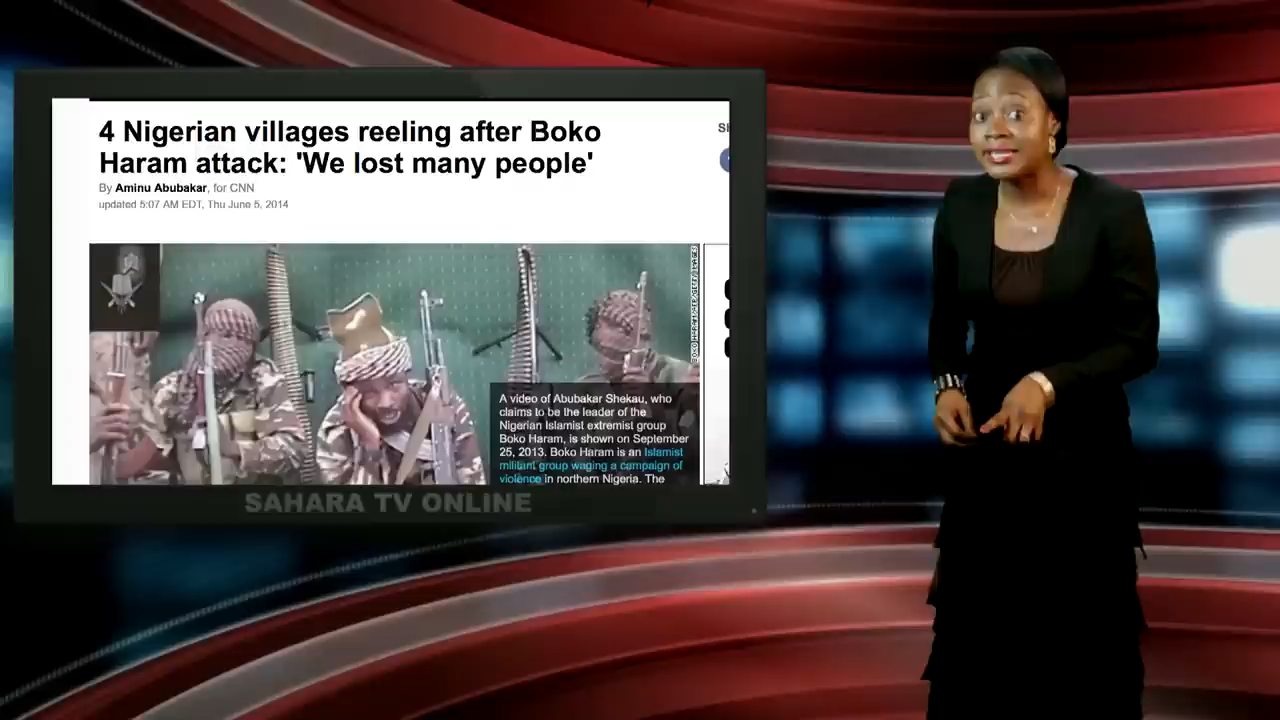 4 Nigerian villages reeling after Boko
Haram attack: 'We lost many people'
By Aminu Abubakar, for CNN
updated 5:07 AM EDT, Thu June 5, 2014
A video of Abubakar Shekau, who
claims to be the leader of the
Nigerian Islamist extremist group
Boko Haram, is shown on September
25, 2013. Boko Haram is an Islamist
militant group waging a campaign of
violence in northern Nigeria. The
SAHARA TV ONLINE